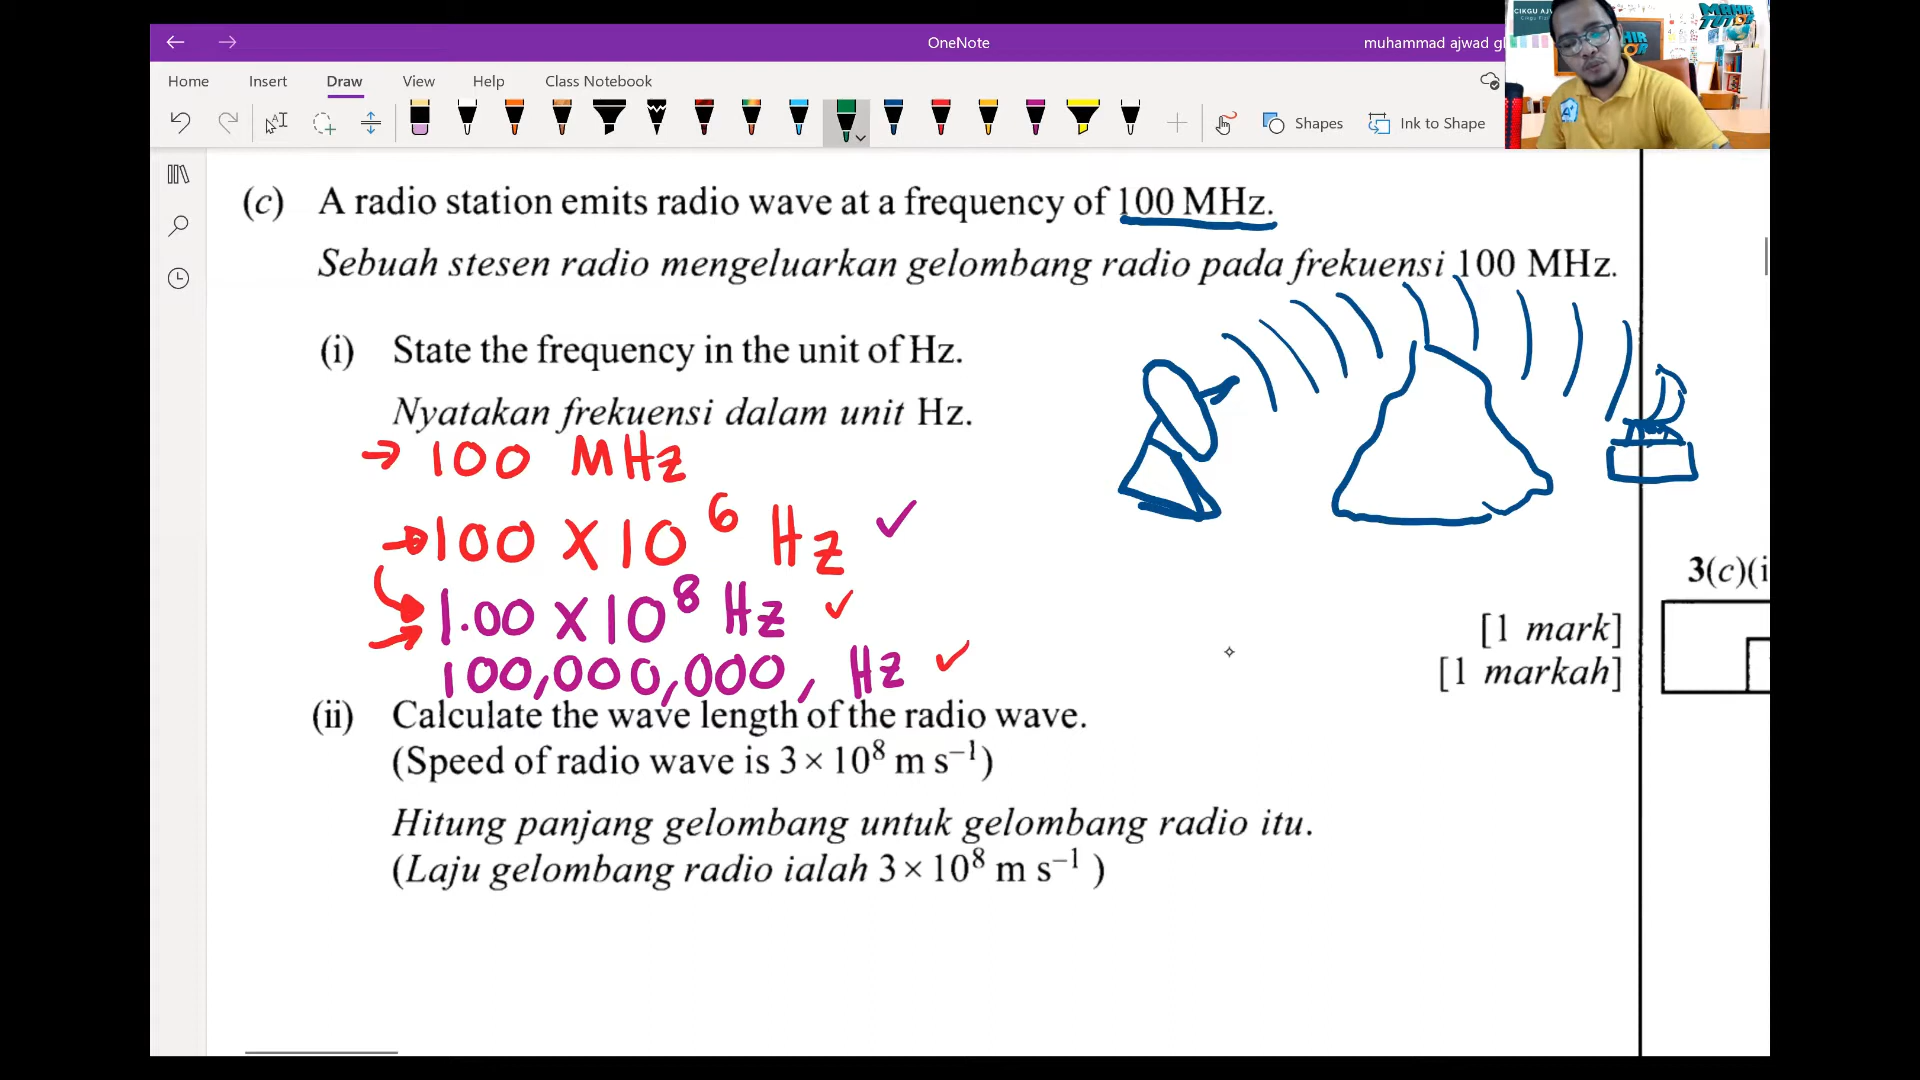 OneNote
muhammad ajwad gh
CIKGU AJW
MAHIR
TUTOR
Home Insert Draw View Help Class Notebook
Shapes Ink to Shape
(c) A radio station emits radio wave at a frequency of 100 MHz.
Sebuah stesen radio mengeluarkan gelombang radio pada frekuensi 100 MHz.
(i) State the frequency in the unit of Hz.
Nyatakan frekuensi dalam unit Hz.
→ 100 MHz
→ 100 × 10⁶ Hz ✓
1.00 × 10⁸ Hz ✓
100,000,000, Hz ✓
3(c)(i
[1 mark]
[1 markah]
(ii) Calculate the wave length of the radio wave.
(Speed of radio wave is 3 × 10⁸ m s⁻¹)
Hitung panjang gelombang untuk gelombang radio itu.
(Laju gelombang radio ialah 3 × 10⁸ m s⁻¹ )